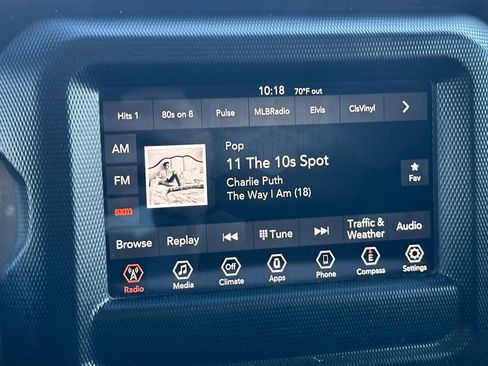 10:18 70°F out
Hits 1 80s on 8 Pulse MLBRadio Elvis ClsVinyl
AM
FM
sxm
Pop
11 The 10s Spot
Charlie Puth
The Way I Am (18)
Fav
Browse Replay Tune Traffic & Weather Audio
Off
E
Radio Media Climate Apps Phone Compass Settings